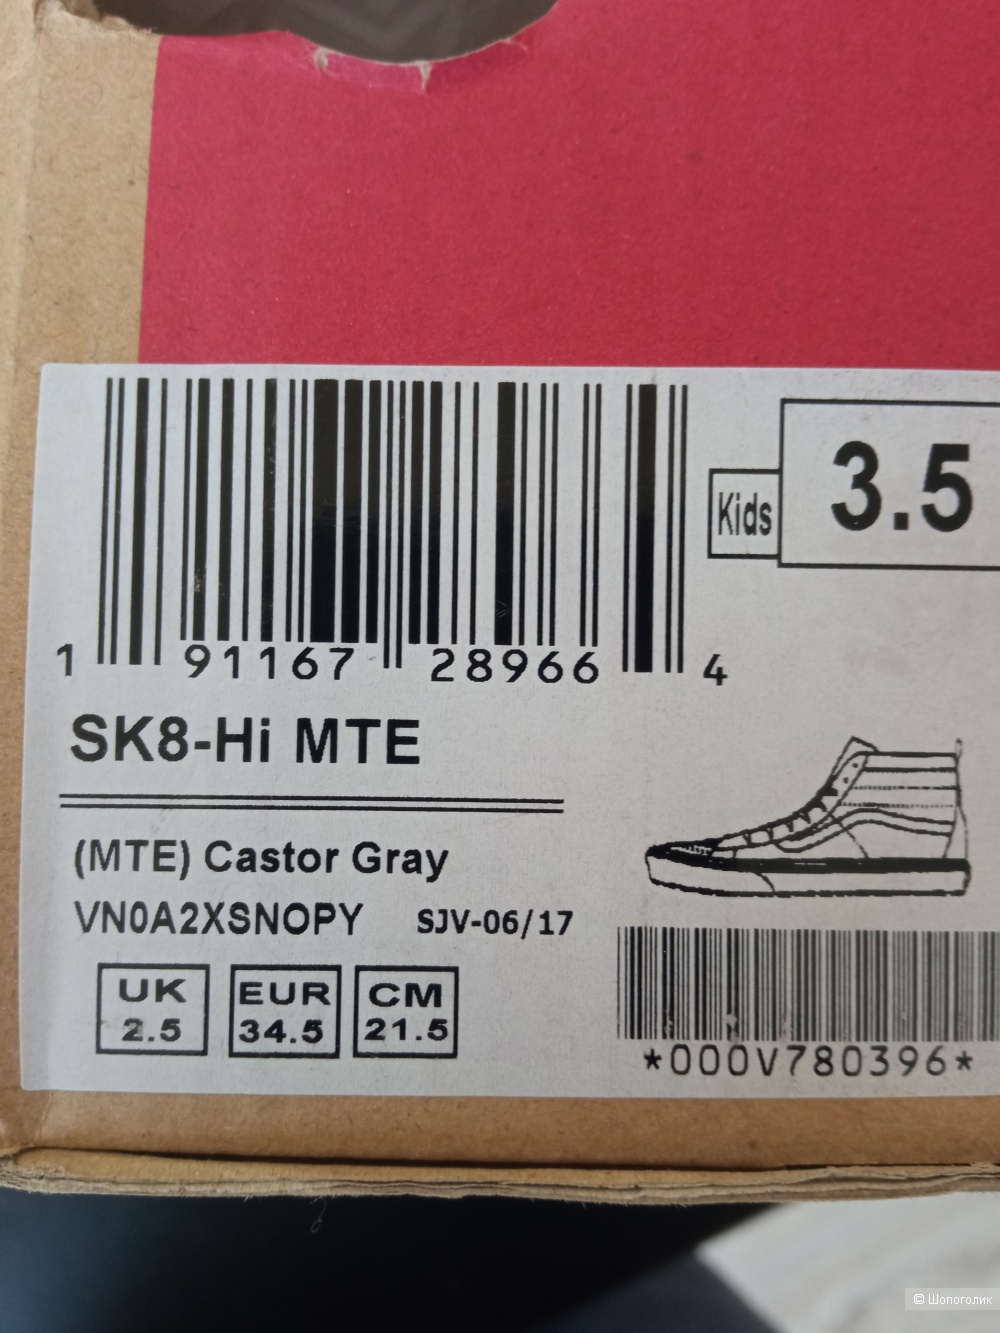 Kids 3.5
1 91167 28966 4
SK8-Hi MTE
(MTE) Castor Gray
VN0A2XSNOPY SJV-06/17
UK EUR CM
2.5 34.5 21.5
*000V780396*
© Шопоголик